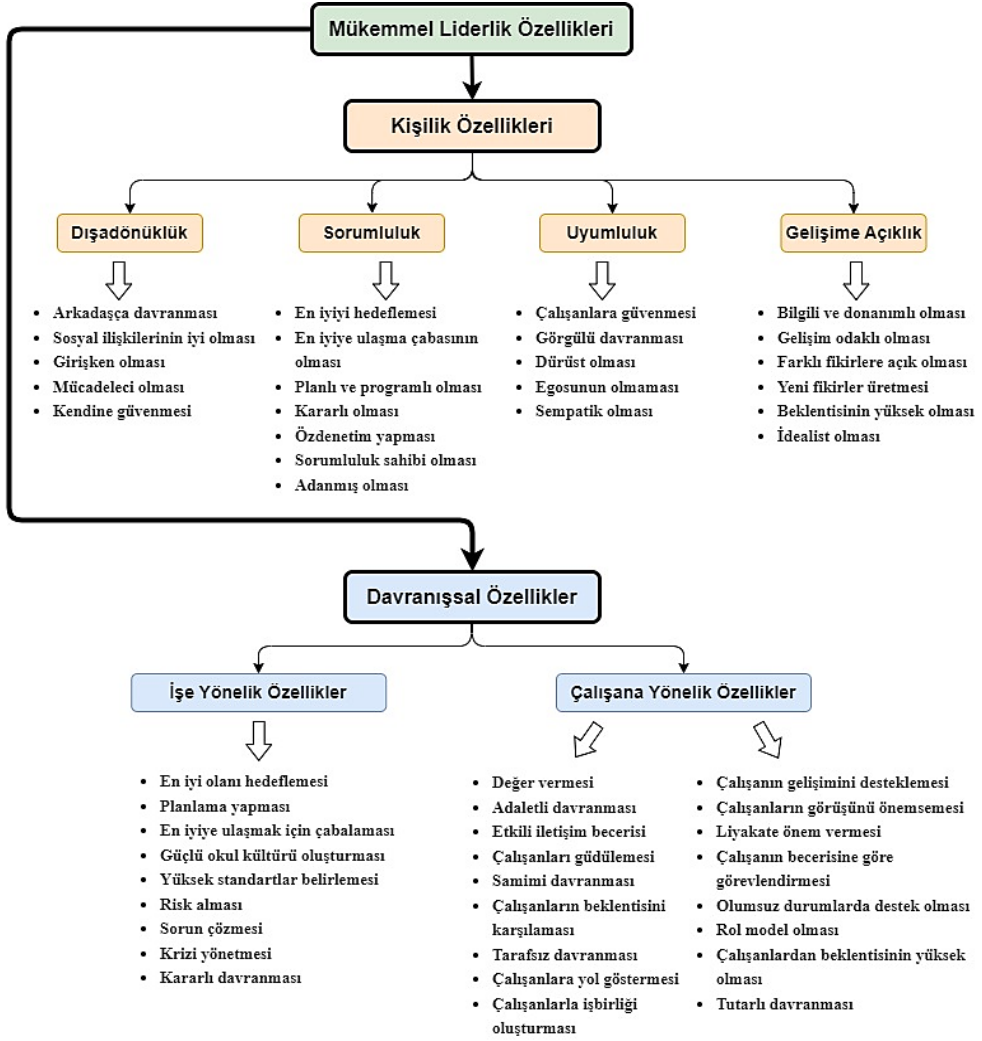 Mükemmel Liderlik Özellikleri
Kişilik Özellikleri
Dışadönüklük
• Arkadaşça davranması
• Sosyal ilişkilerinin iyi olması
• Girişken olması
• Mücadeleci olması
• Kendine güvenmesi
Sorumluluk
• En iyiyi hedeflemesi
• En iyiye ulaşma çabasının
olması
• Planlı ve programlı olması
• Kararlı olması
• Özdenetim yapması
• Sorumluluk sahibi olması
• Adanmış olması
Uyumluluk
• Çalışanlara güvenmesi
• Görgülü davranması
• Dürüst olması
• Egosunun olmaması
• Sempatik olması
Gelişime Açıklık
• Bilgili ve donanımlı olması
• Gelişim odaklı olması
• Farklı fikirlere açık olması
• Yeni fikirler üretmesi
• Beklentisinin yüksek olması
• İdealist olması
Davranışsal Özellikler
İşe Yönelik Özellikler
• En iyi olanı hedeflemesi
• Planlama yapması
• En iyiye ulaşmak için çabalaması
• Güçlü okul kültürü oluşturması
• Yüksek standartlar belirlemesi
• Risk alması
• Sorun çözmesi
• Krizi yönetmesi
• Kararlı davranması
Çalışana Yönelik Özellikler
• Değer vermesi
• Adaletli davranması
• Etkili iletişim becerisi
• Çalışanları güdülemesi
• Samimi davranması
• Çalışanların beklentisini
karşılaması
• Tarafsız davranması
• Çalışanlara yol göstermesi
• Çalışanlarla işbirliği
oluşturması
• Çalışanın gelişimini desteklemesi
• Çalışanların görüşünü önemsemesi
• Liyakate önem vermesi
• Çalışanın becerisine göre
görevlendirmesi
• Olumsuz durumlarda destek olması
• Rol model olması
• Çalışanlardan beklentisinin yüksek
olması
• Tutarlı davranması